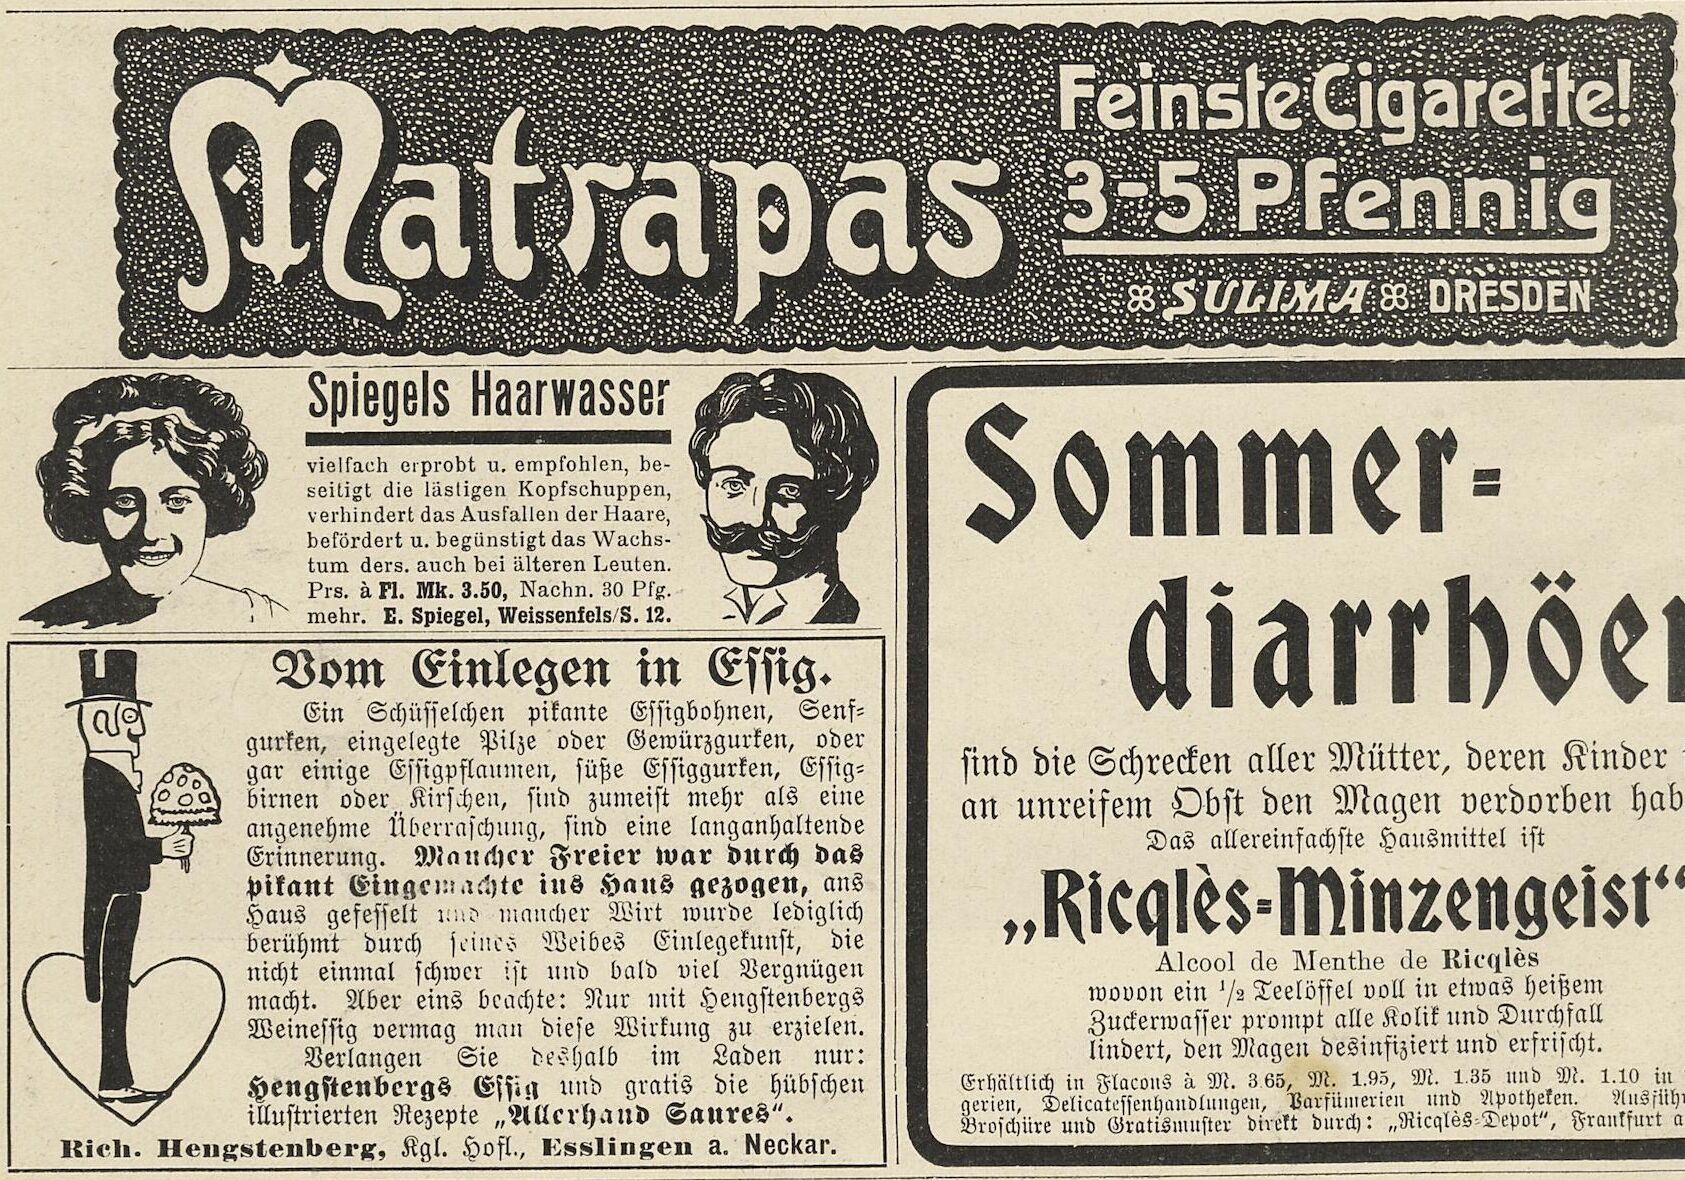 Matrapas
Feinste Cigarette!
3-5 Pfennig
SULIMA DRESDEN
Spiegels Haarwasser
vielfach erprobt u. empfohlen, be-
seitigt die lästigen Kopfschuppen,
verhindert das Ausfallen der Haare,
befördert u. begünstigt das Wachs-
tum ders. auch bei älteren Leuten.
Prs. à Fl. Mk. 3.50, Nachn. 30 Pfg.
mehr. E. Spiegel, Weissenfels/S. 12.
Vom Einlegen in Essig.
Ein Schüsselchen pikante Essigbohnen, Senf-
gurken, eingelegte Pilze oder Gewürzgurken, oder
gar einige Essigpflaumen, süße Essiggurken, Essig-
birnen oder Kirschen, sind zumeist mehr als eine
angenehme Überraschung, sind eine langanhaltende
Erinnerung. Mancher Freier war durch das
pikant Eingemachte ins Haus gezogen, ans
Haus gefesselt und mancher Wirt wurde lediglich
berühmt durch seines Weibes Einlegekunst, die
nicht einmal schwer ist und bald viel Vergnügen
macht. Aber eins beachte: Nur mit Hengstenbergs
Weinessig vermag man diese Wirkung zu erzielen.
Verlangen Sie deshalb im Laden nur:
Hengstenbergs Essig und gratis die hübschen
illustrierten Rezepte „Allerhand Saures“.
Rich. Hengstenberg, Kgl. Hofl., Esslingen a. Neckar.
Sommer-
diarrhöen
sind die Schrecken aller Mütter, deren Kinder
an unreifem Obst den Magen verdorben hab
Das allereinfachste Hausmittel ist
„Ricqlès-Minzengeist“
Alcool de Menthe de Ricqlès
wovon ein 1/2 Teelöffel voll in etwas heißem
Zuckerwasser prompt alle Kolik und Durchfall
lindert, den Magen desinfiziert und erfrischt.
Erhältlich in Flacons à M. 3.65, M. 1.95, M. 1.35 und M. 1.10 in
gerien, Delicatessenhandlungen, Parfümerien und Apotheken. Ausführ
Broschüre und Gratismuster direkt durch: „Ricqlès-Depot“, Frankfurt a